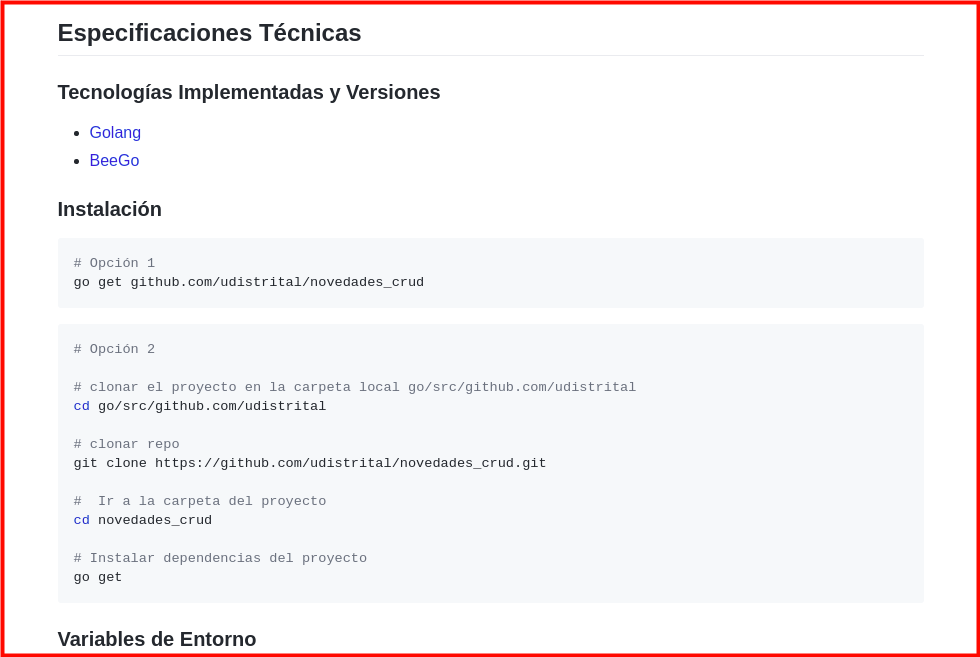 Especificaciones Técnicas
Tecnologías Implementadas y Versiones
Golang
BeeGo
Instalación
# Opción 1
go get github.com/udistrital/novedades_crud
# Opción 2
# clonar el proyecto en la carpeta local go/src/github.com/udistrital
cd go/src/github.com/udistrital
# clonar repo
git clone https://github.com/udistrital/novedades_crud.git
#  Ir a la carpeta del proyecto
cd novedades_crud
# Instalar dependencias del proyecto
go get
Variables de Entorno